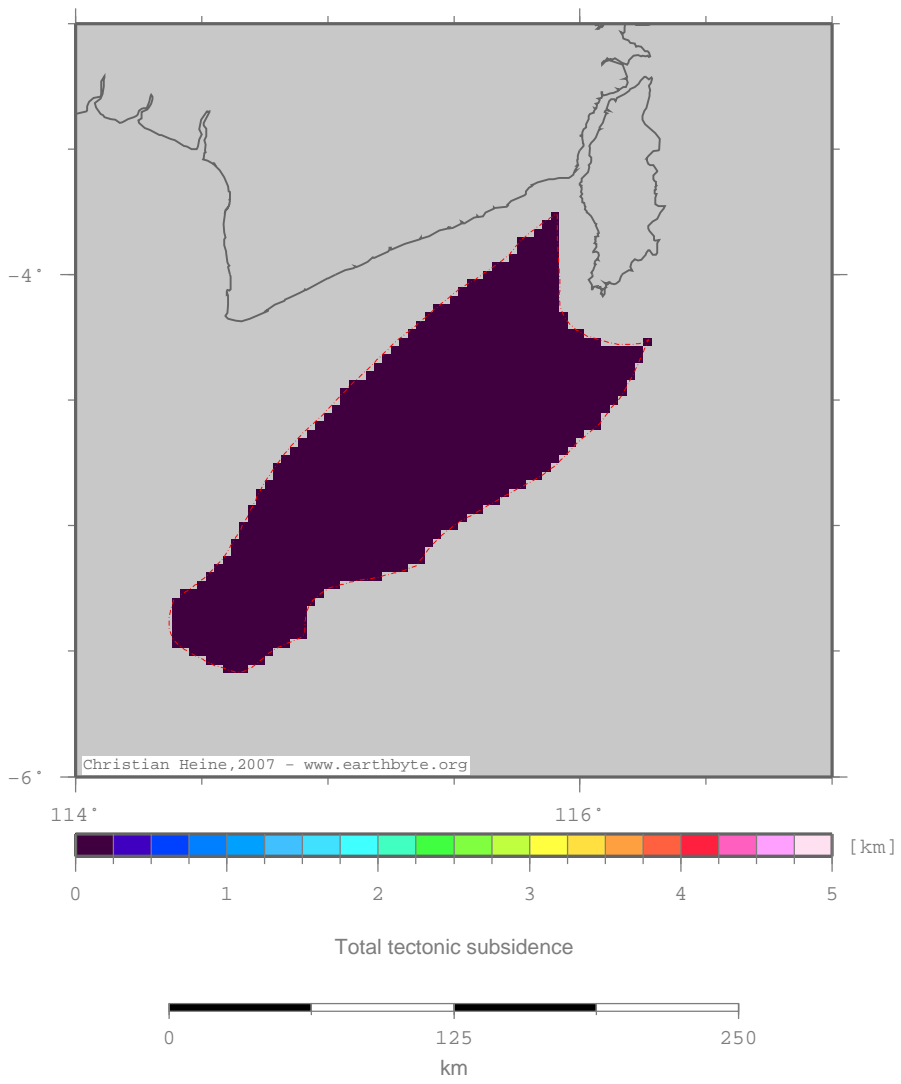 -4°
Christian Heine,2007 - www.earthbyte.org
-6°
114° 116°
[km]
0 1 2 3 4 5
Total tectonic subsidence
0 125 250
km